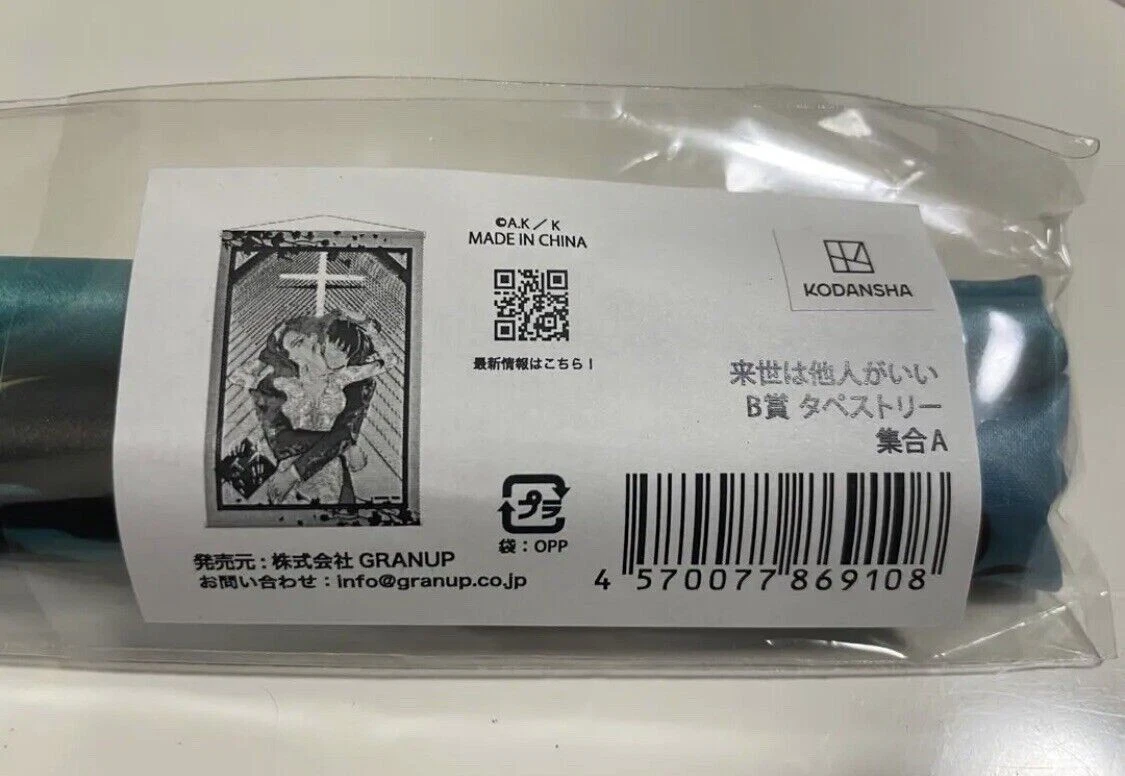 ©A.K／K
MADE IN CHINA
最新情報はこちら！
KODANSHA
来世は他人がいい
B賞 タペストリー
集合A
プラ
袋：OPP
発売元：株式会社 GRANUP
お問い合わせ：info@granup.co.jp
4 570077 869108